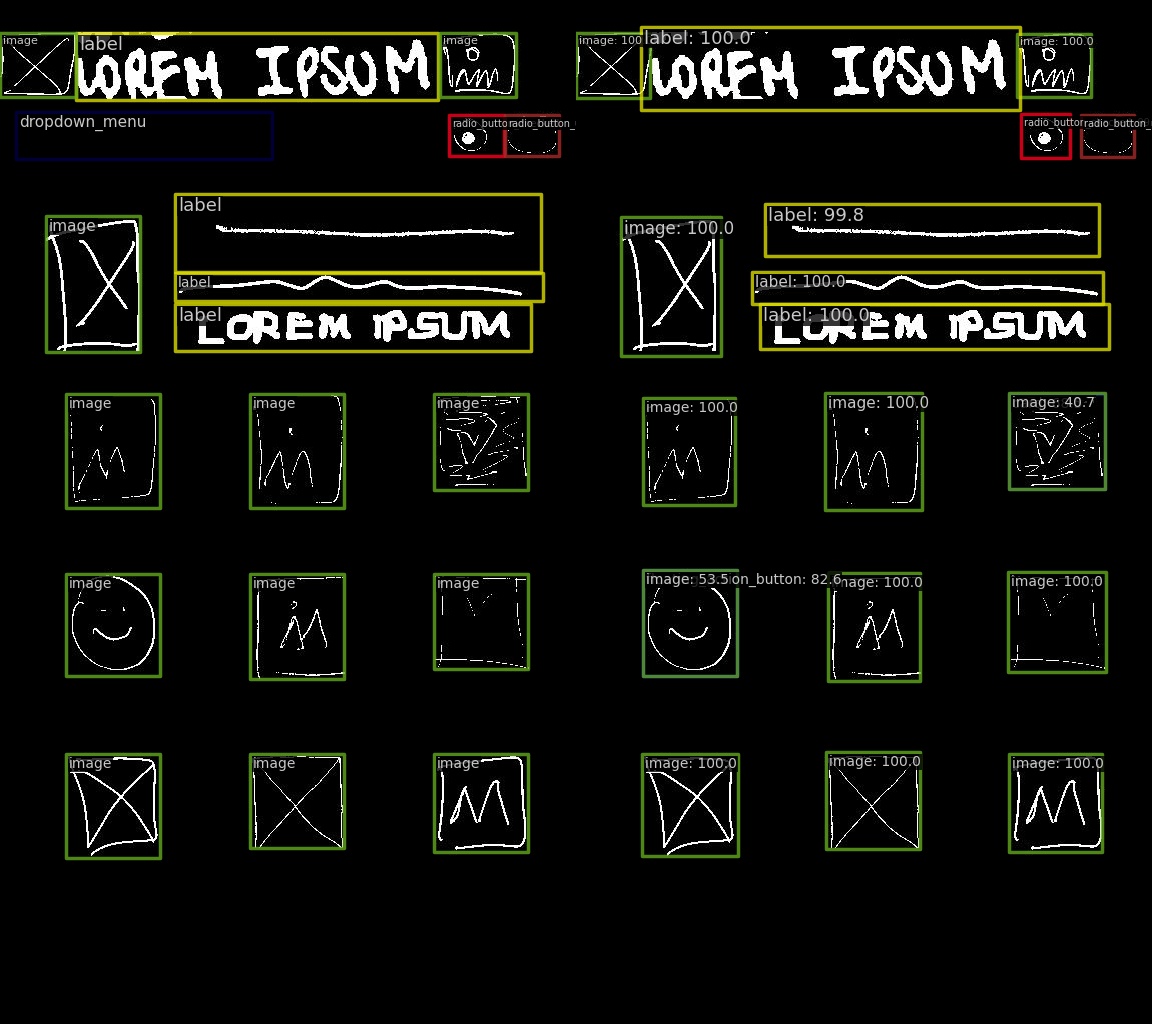 image label image image: 100 label: 100.0 image: 100.0
LOREM IPSUM LOREM IPSUM
dropdown_menu radio_button radio_button_ radio_button radio_button_
label label: 99.8
image image: 100.0
label label: 100.0
label label: 100.0
LOREM IPSUM LOREM IPSUM
image image image image: 100.0 image: 100.0 image: 40.7
image image image image: 53.5 ion_button: 82.6 image: 100.0 image: 100.0
image image image image: 100.0 image: 100.0 image: 100.0